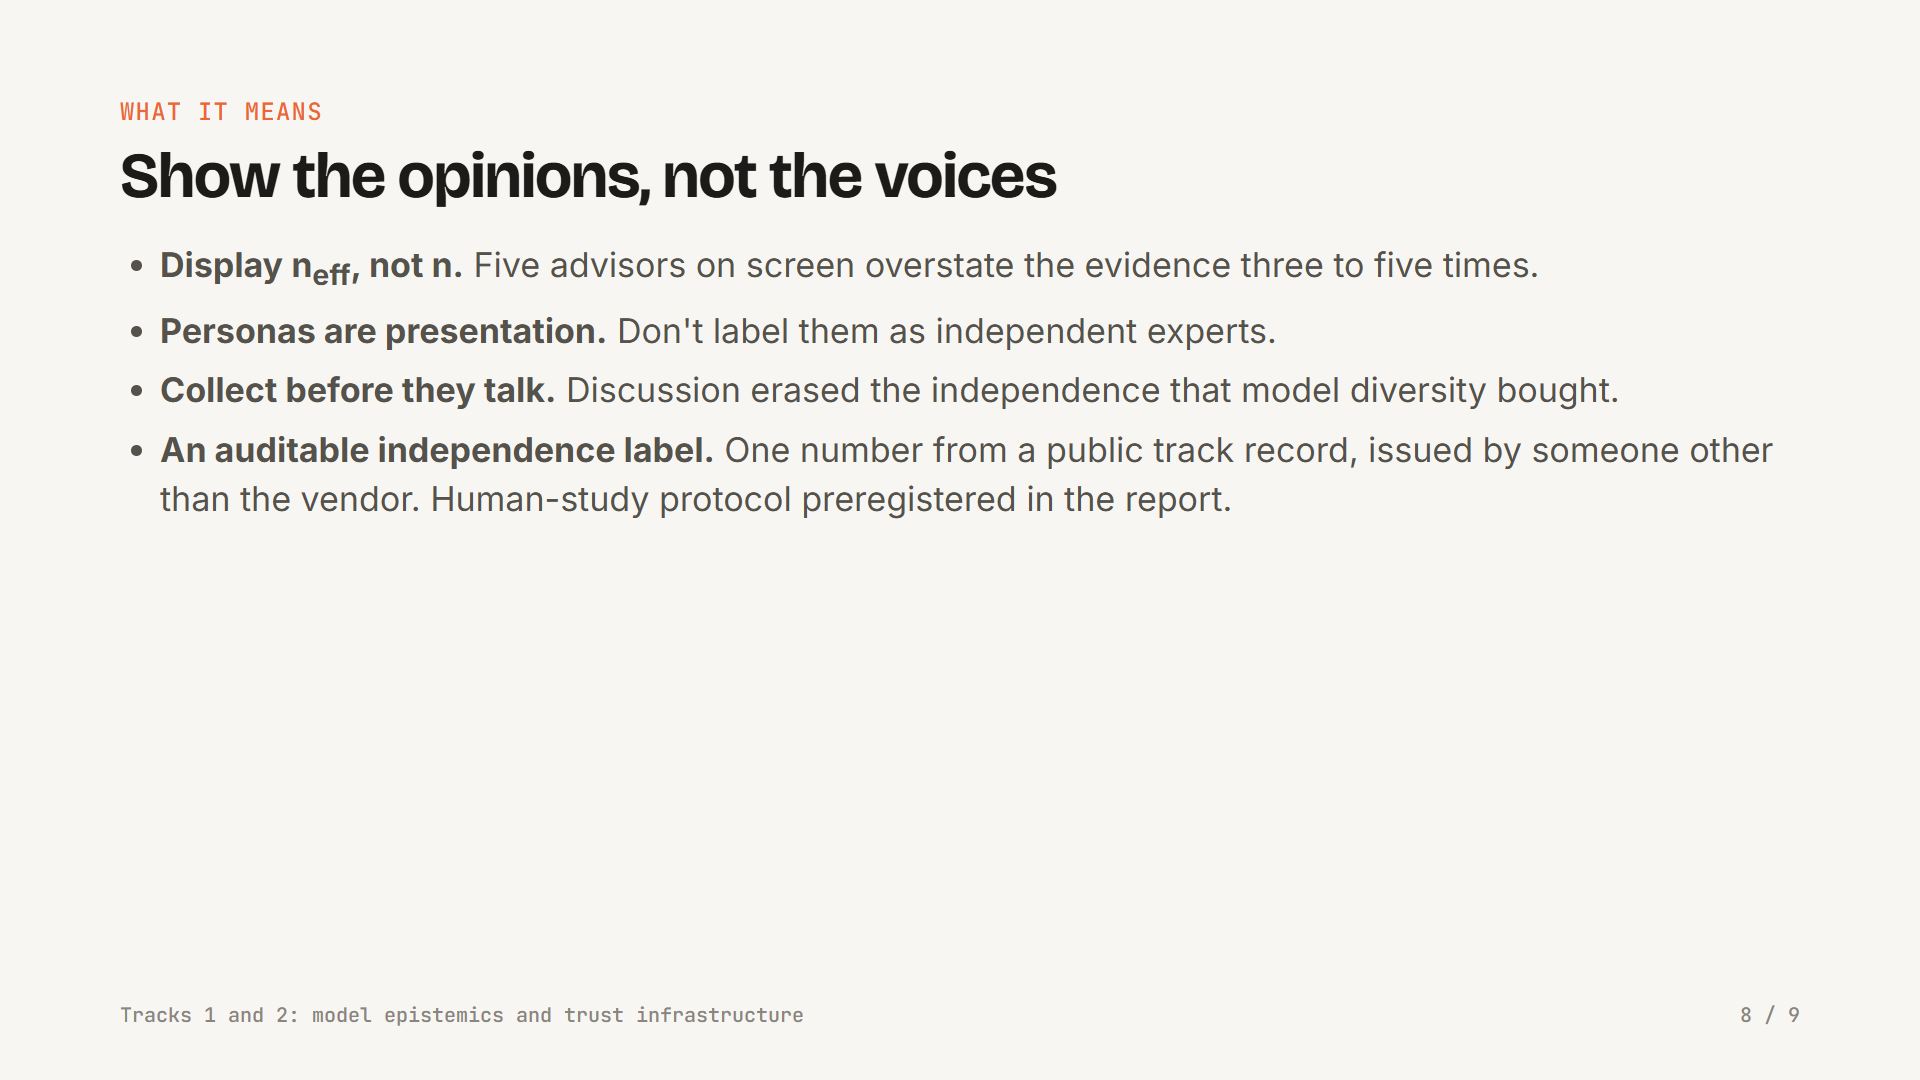 WHAT IT MEANS
Show the opinions, not the voices
• Display neff, not n. Five advisors on screen overstate the evidence three to five times.
• Personas are presentation. Don't label them as independent experts.
• Collect before they talk. Discussion erased the independence that model diversity bought.
• An auditable independence label. One number from a public track record, issued by someone other
than the vendor. Human-study protocol preregistered in the report.
Tracks 1 and 2: model epistemics and trust infrastructure
8 / 9